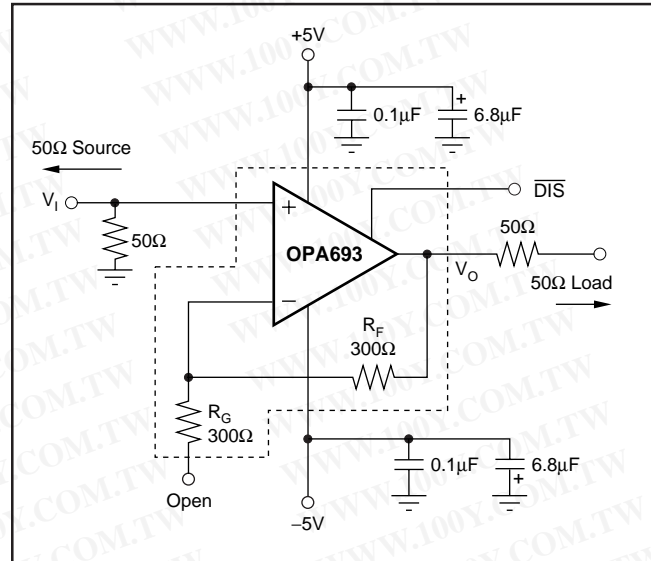 +5V
0.1μF
+
6.8μF
50Ω Source
V_I
50Ω
+
−
OPA693
DIS
50Ω
V_O
50Ω Load
R_F
300Ω
R_G
300Ω
Open
−5V
0.1μF
6.8μF
+
WWW.100Y.COM.TW